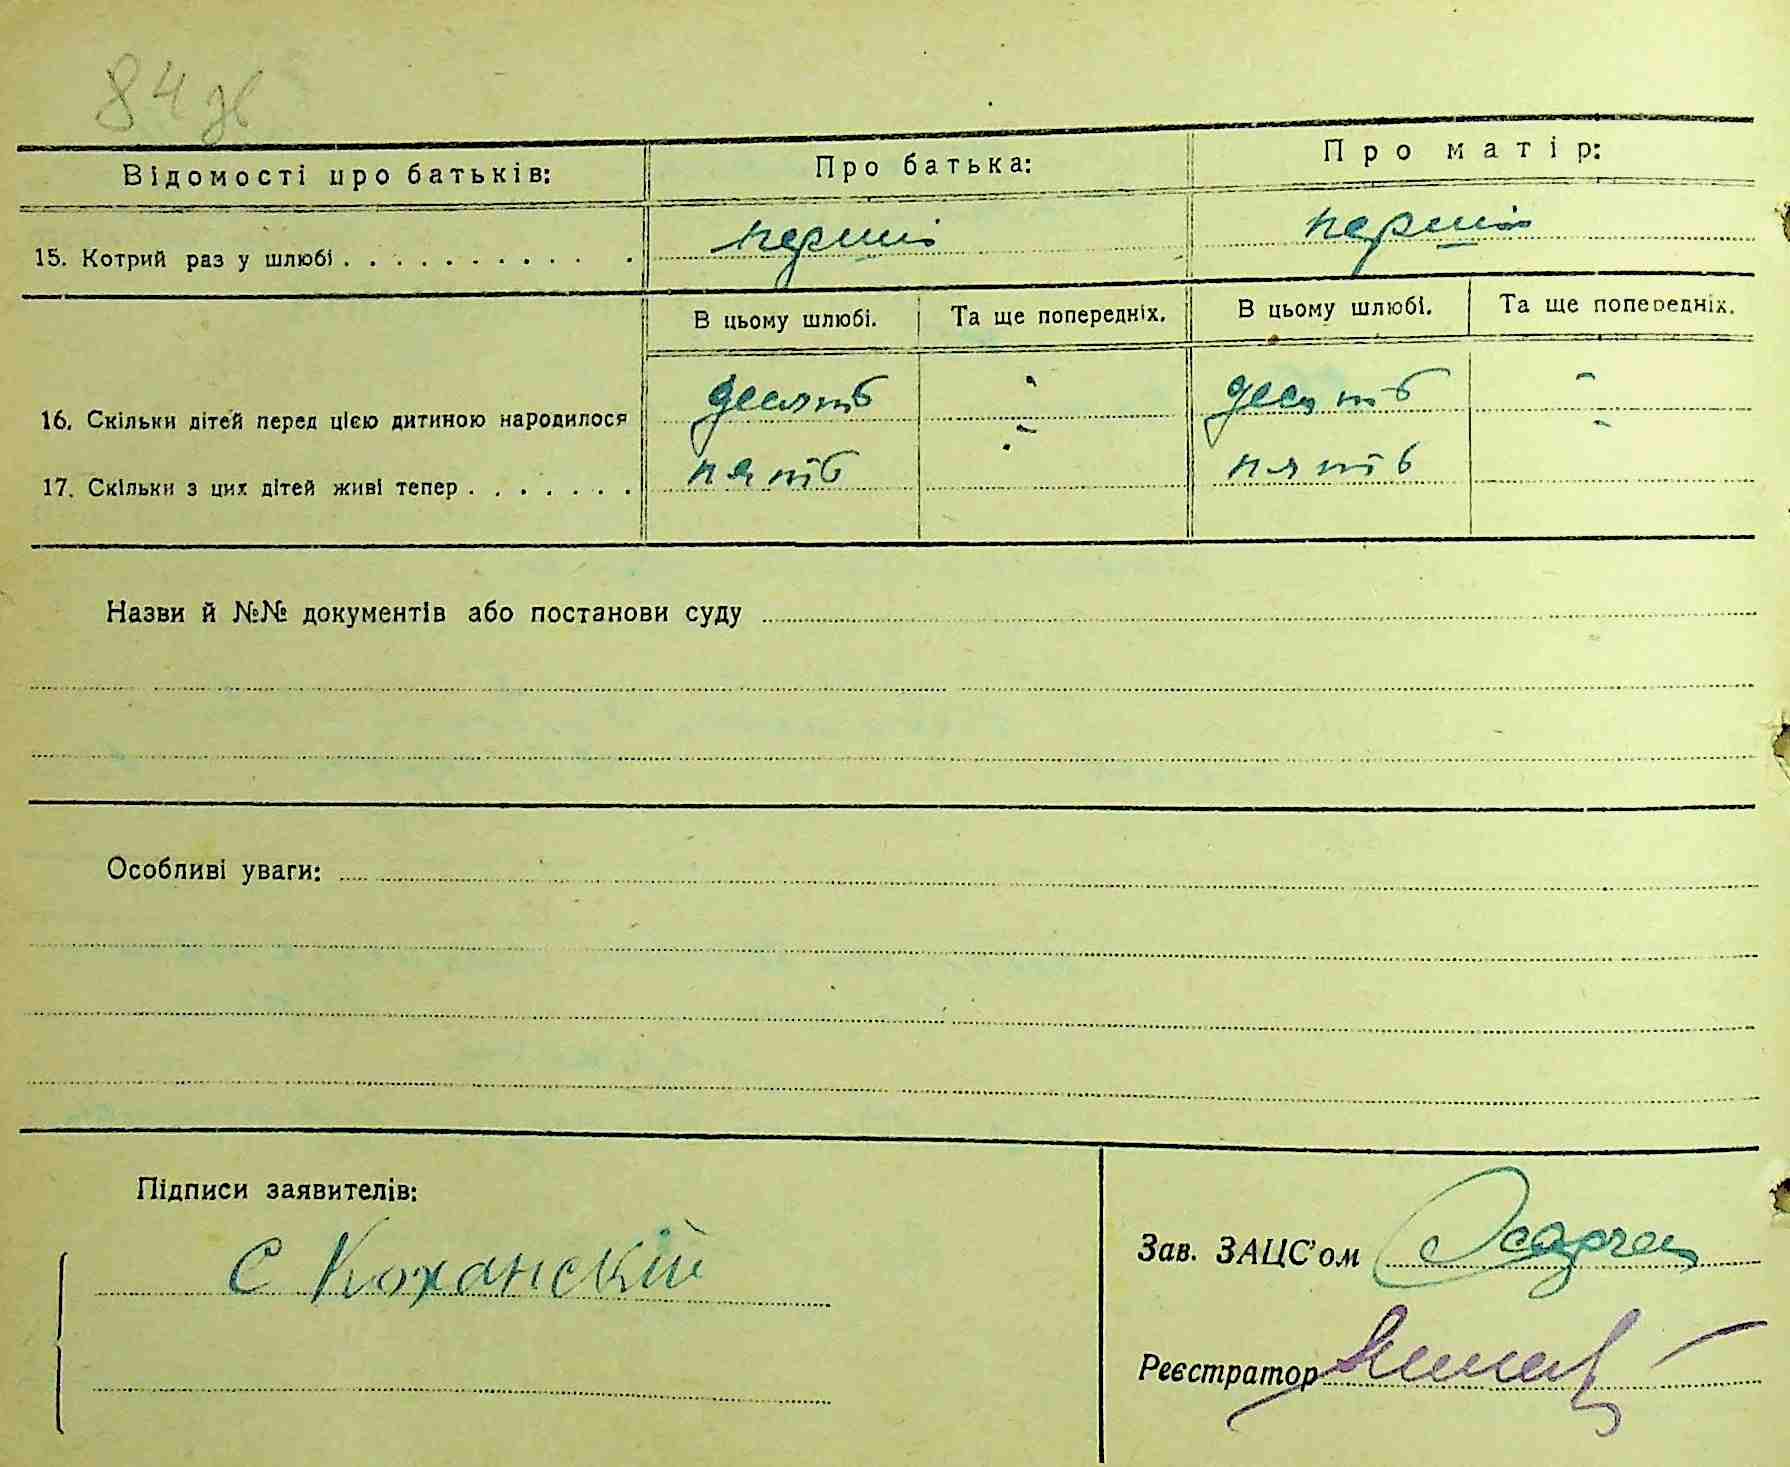 84 зв
Відомості про батьків: Про батька: Про матір:
15. Котрий раз у шлюбі . . . . . . . . . . . . перший перший
В цьому шлюбі. Та ще попередніх. В цьому шлюбі. Та ще попередніх.
16. Скільки дітей перед цією дитиною народилося десять - десять -
17. Скільки з цих дітей живі тепер . . . . . . . пять - пять -
Назви й №№ документів або постанови суду
Особливі уваги:
Підписи заявителів:
С Коханскій
Зав. ЗАЦС'ом
Реєстратор